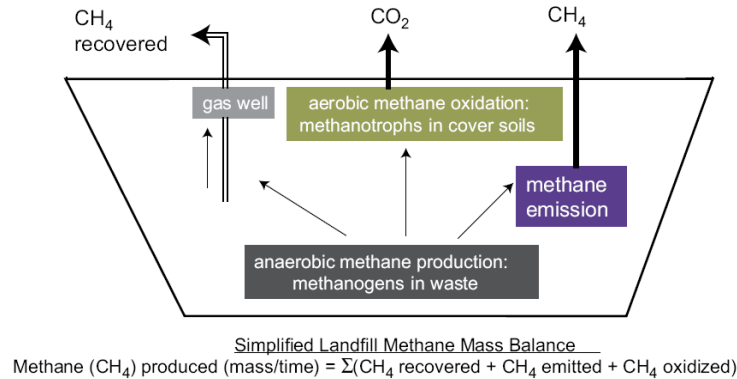 CH₄
recovered
CO₂
CH₄
gas well
aerobic methane oxidation:
methanotrophs in cover soils
methane
emission
anaerobic methane production:
methanogens in waste
Simplified Landfill Methane Mass Balance
Methane (CH₄) produced (mass/time) = Σ(CH₄ recovered + CH₄ emitted + CH₄ oxidized)